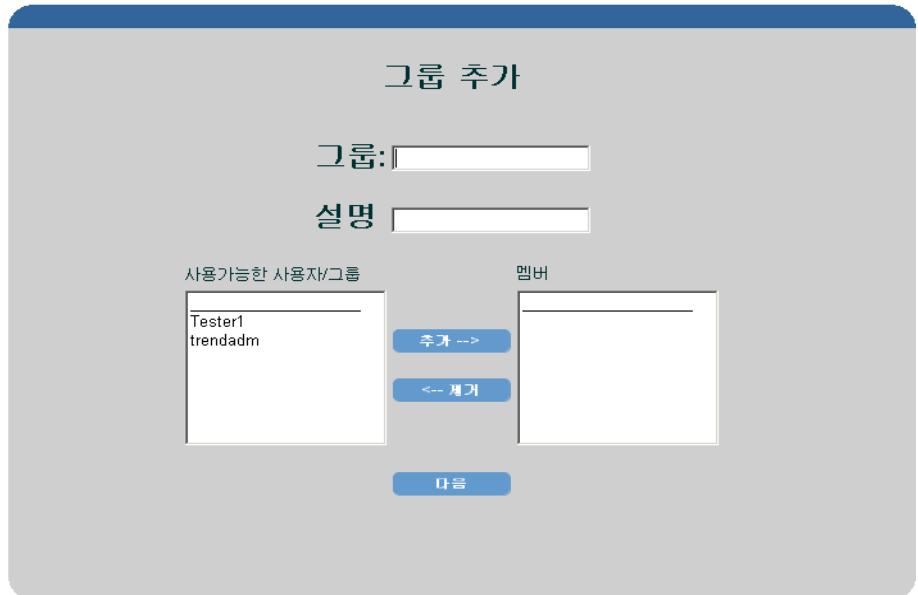 그룹 추가
그룹:
설명
사용가능한 사용자/그룹
멤버
Tester1
trendadm
추가 -->
<-- 제거
다음